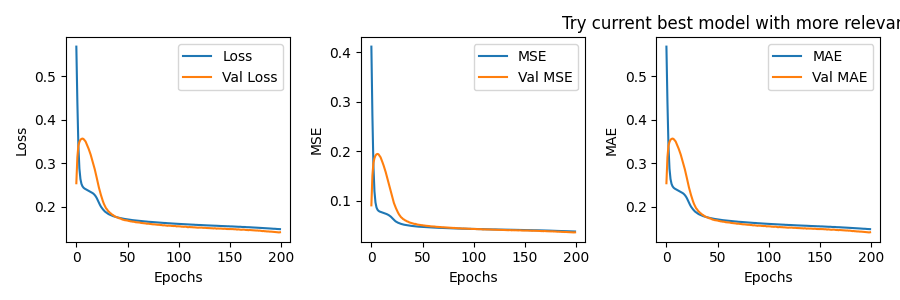 Try current best model with more relevan
Loss
Val Loss
0.5
0.4
0.3
0.2
Loss
0 50 100 150 200
Epochs
MSE
Val MSE
0.4
0.3
0.2
0.1
MSE
0 50 100 150 200
Epochs
MAE
Val MAE
0.5
0.4
0.3
0.2
MAE
0 50 100 150 200
Epochs